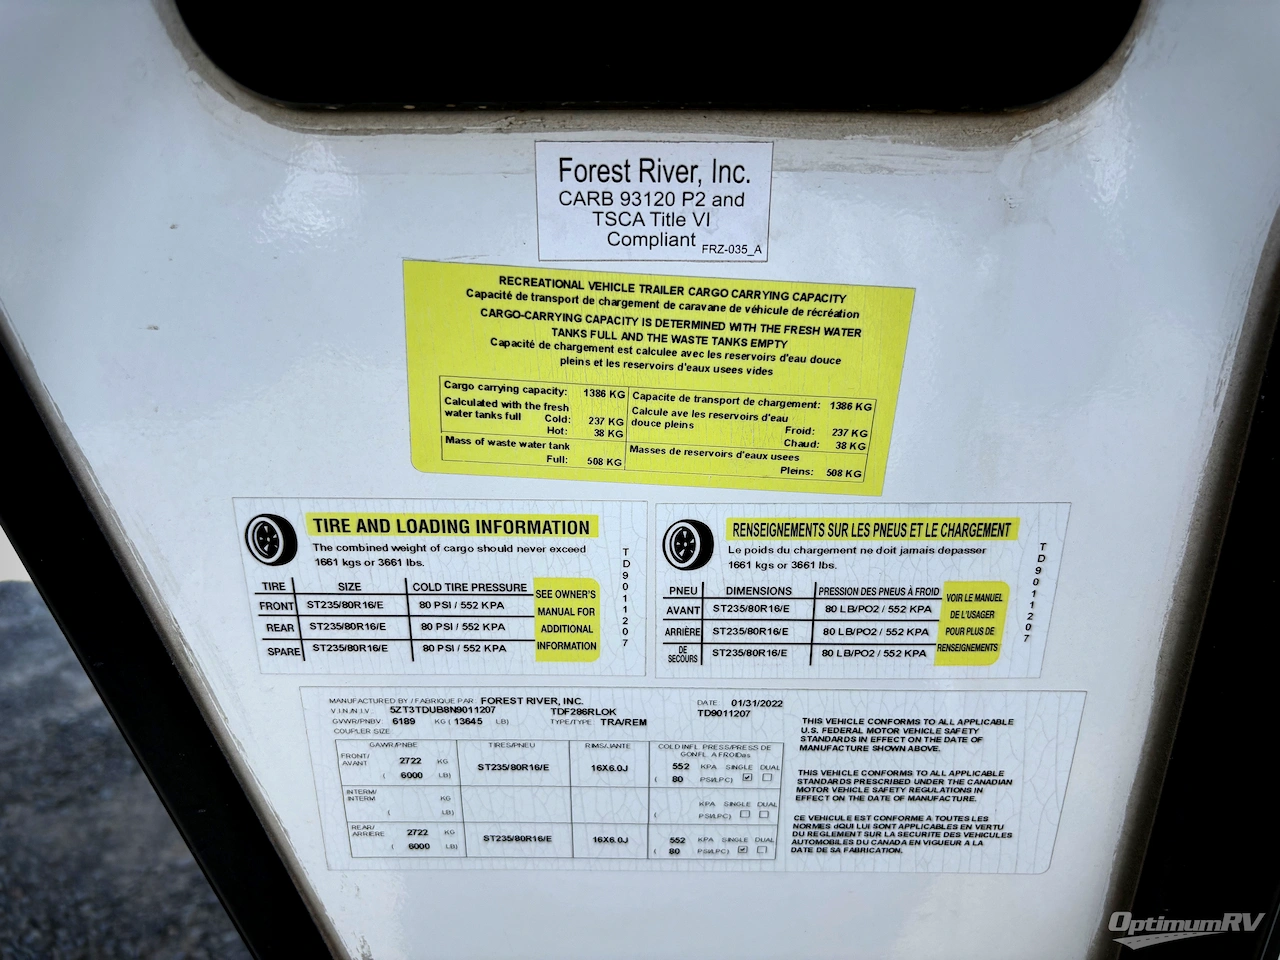 Forest River, Inc.
CARB 93120 P2 and
TSCA Title VI
Compliant FRZ-035_A
RECREATIONAL VEHICLE TRAILER CARGO CARRYING CAPACITY
Capacité de transport de chargement de caravane de véhicule de récréation
CARGO-CARRYING CAPACITY IS DETERMINED WITH THE FRESH WATER
TANKS FULL AND THE WASTE TANKS EMPTY
Capacité de chargement est calculee avec les reservoirs d'eau douce
pleins et les reservoirs d'eaux usees vides
Cargo carrying capacity: 1386 KG
Calculated with the fresh
water tanks full Cold: 237 KG
Hot: 38 KG
Mass of waste water tank
Full: 508 KG
Capacite de transport de chargement: 1386 KG
Calcule ave les reservoirs d'eau
douce pleins Froid: 237 KG
Chaud: 38 KG
Masses de reservoirs d'eaux usees
Pleins: 508 KG
TIRE AND LOADING INFORMATION
The combined weight of cargo should never exceed
1661 kgs or 3661 lbs.
TIRE SIZE COLD TIRE PRESSURE
FRONT ST235/80R16/E 80 PSI / 552 KPA
REAR ST235/80R16/E 80 PSI / 552 KPA
SPARE ST235/80R16/E 80 PSI / 552 KPA
SEE OWNER'S
MANUAL FOR
ADDITIONAL
INFORMATION
TD9011207
RENSEIGNEMENTS SUR LES PNEUS ET LE CHARGEMENT
Le poids du chargement ne doit jamais depasser
1661 kgs or 3661 lbs.
PNEU DIMENSIONS PRESSION DES PNEUS À FROID
AVANT ST235/80R16/E 80 LB/PO2 / 552 KPA
ARRIÈRE ST235/80R16/E 80 LB/PO2 / 552 KPA
DE
SECOURS ST235/80R16/E 80 LB/PO2 / 552 KPA
VOIR LE MANUEL
DE L'USAGER
POUR PLUS DE
RENSEIGNEMENTS
TD9011207
MANUFACTURED BY / FABRIQUE PAR FOREST RIVER, INC. DATE 01/31/2022
V.I.N./N.I.V.: 5ZT3TDUB8N9011207 TDF286RLOK TD9011207
GVWR/PNBV 6189 KG ( 13645 LB) TYPE/TYPE TRA/REM
COUPLER SIZE
GAWR/PNBE TIRES/PNEU RIMS/JANTE COLD INFL PRESS/PRESS DE
GONFL A FROID
FRONT/
AVANT 2722 KG ST235/80R16/E 16X6.0J 552 KPA SINGLE DUAL
( 6000 LB) ( 80 PSI/LPC)
INTERM/
INTERM KG KPA SINGLE DUAL
( LB) ( PSI/LPC)
REAR/
ARRIERE 2722 KG ST235/80R16/E 16X6.0J 552 KPA SINGLE DUAL
( 6000 LB) ( 80 PSI/LPC)
THIS VEHICLE CONFORMS TO ALL APPLICABLE
U.S. FEDERAL MOTOR VEHICLE SAFETY
STANDARDS IN EFFECT ON THE DATE OF
MANUFACTURE SHOWN ABOVE.
THIS VEHICLE CONFORMS TO ALL APPLICABLE
STANDARDS PRESCRIBED UNDER THE CANADIAN
MOTOR VEHICLE SAFETY REGULATIONS IN
EFFECT ON THE DATE OF MANUFACTURE.
CE VEHICULE EST CONFORME A TOUTES LES
NORMES dQUI LUI SONT APPLICABLES EN VERTU
DU REGLEMENT SUR LA SECURITE DES VEHICULES
AUTOMOBILES DU CANADA EN VIGUEUR A LA
DATE DE SA FABRICATION.
OptimumRV